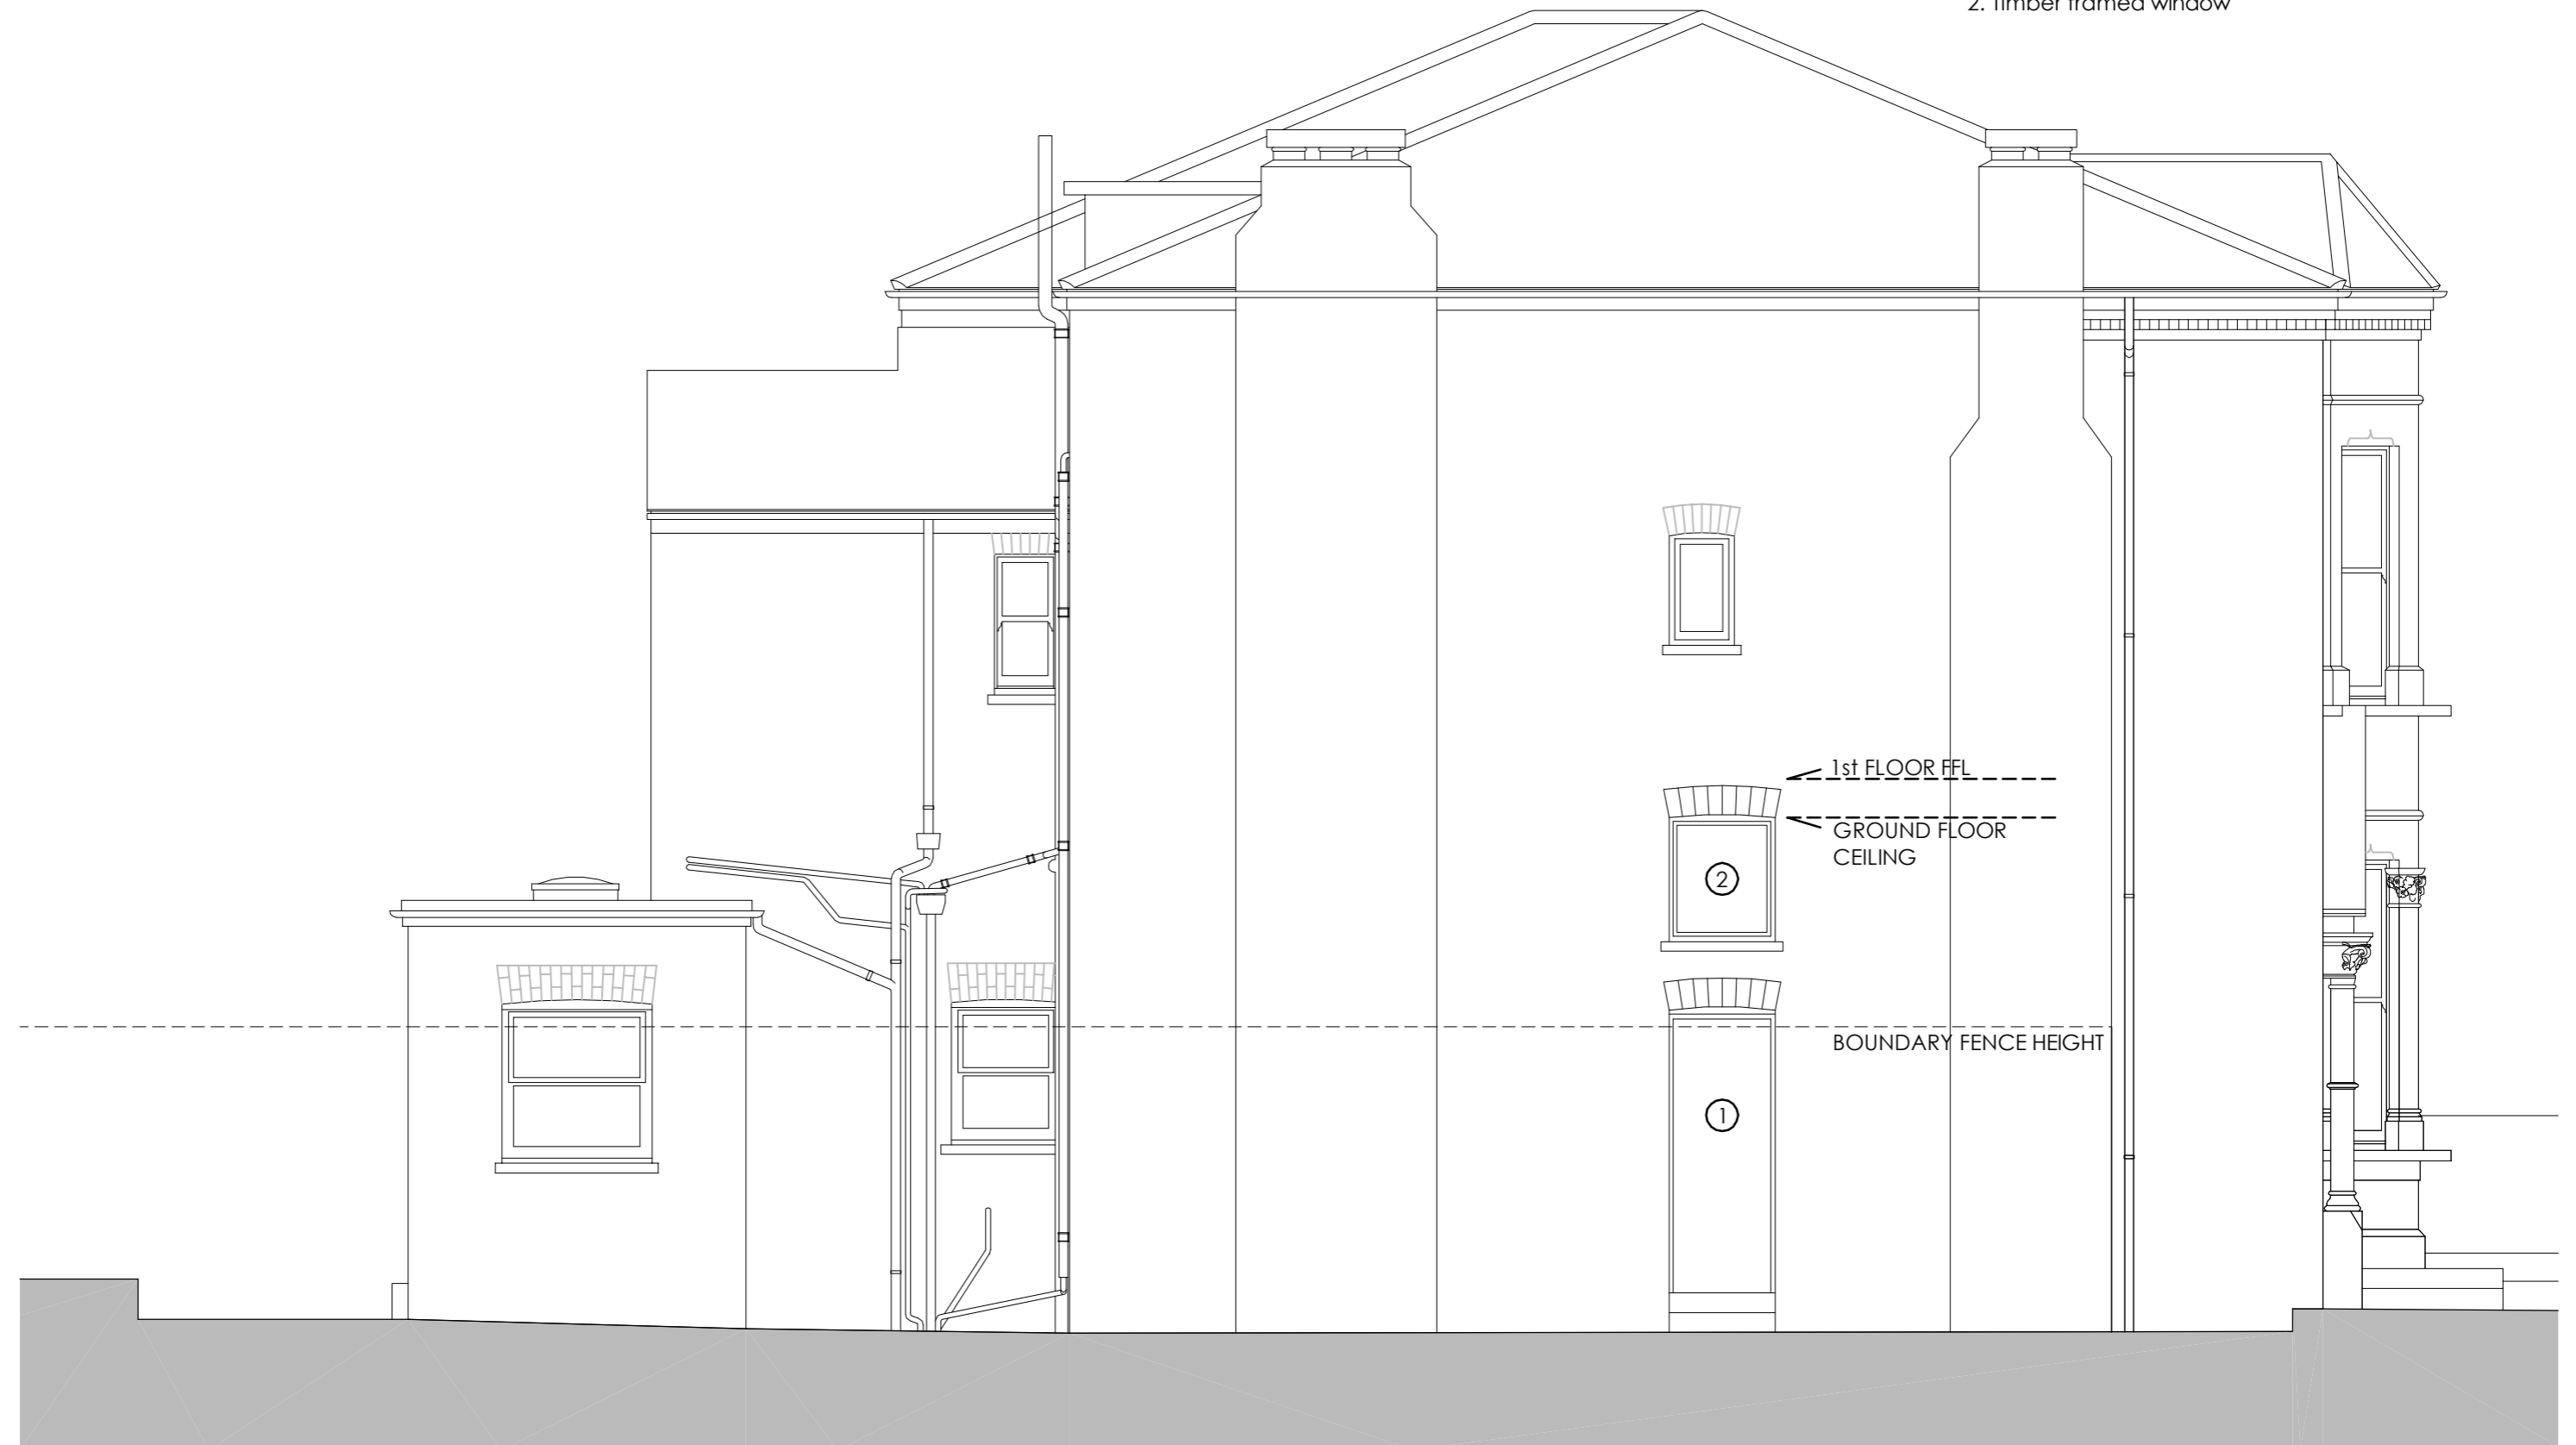 2. Timber framed window
1st FLOOR FFL
GROUND FLOOR
CEILING
2
BOUNDARY FENCE HEIGHT
1